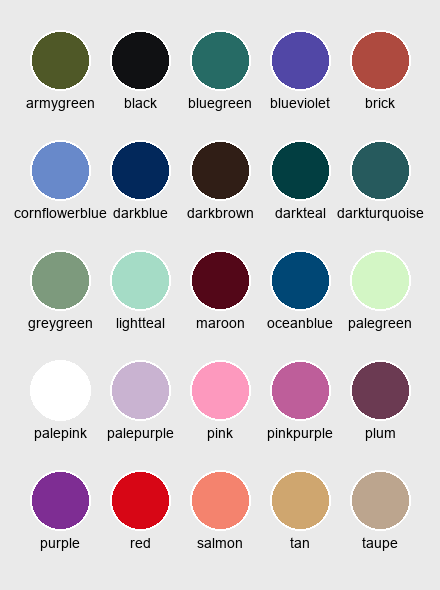 armygreen black bluegreen blueviolet brick
cornflowerblue darkblue darkbrown darkteal darkturquoise
greygreen lightteal maroon oceanblue palegreen
palepink palepurple pink pinkpurple plum
purple red salmon tan taupe